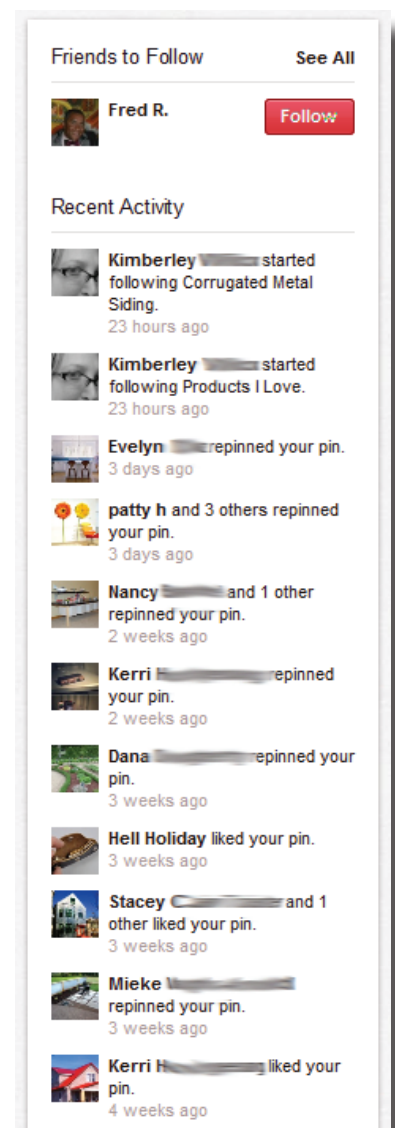 Friends to Follow See All
Fred R. Follow
Recent Activity
Kimberley started
following Corrugated Metal
Siding.
23 hours ago
Kimberley started
following Products I Love.
23 hours ago
Evelyn repinned your pin.
3 days ago
patty h and 3 others repinned
your pin.
3 days ago
Nancy and 1 other
repinned your pin.
2 weeks ago
Kerri repinned
your pin.
2 weeks ago
Dana repinned your
pin.
3 weeks ago
Hell Holiday liked your pin.
3 weeks ago
Stacey and 1
other liked your pin.
3 weeks ago
Mieke
repinned your pin.
3 weeks ago
Kerri liked your
pin.
4 weeks ago